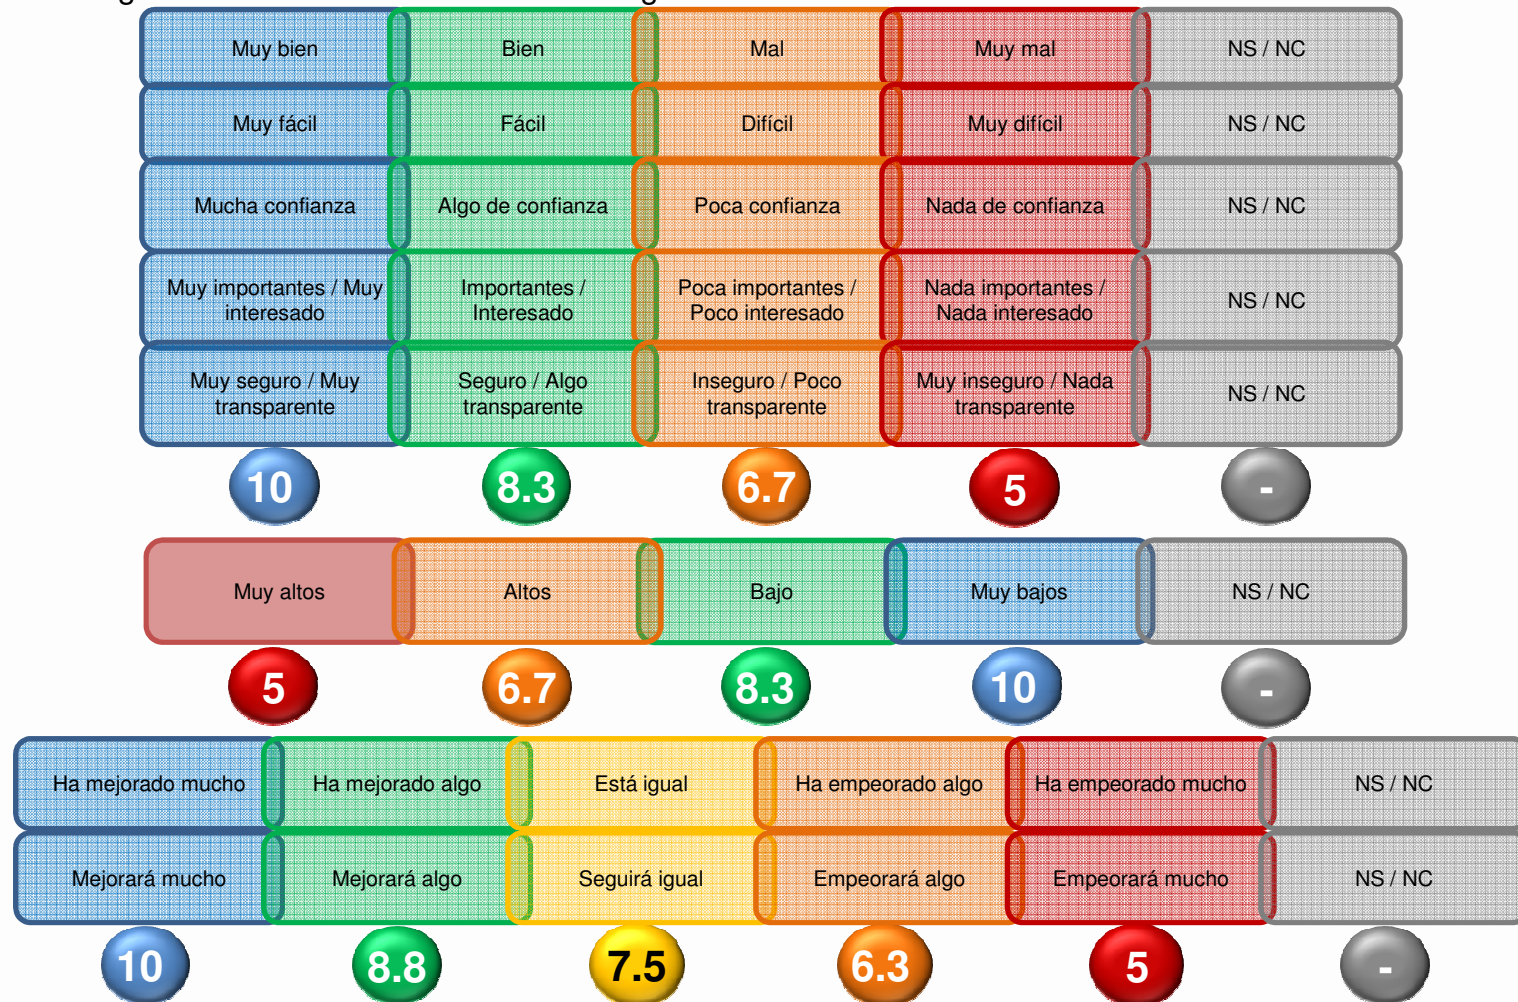 Muy bien
Bien
Mal
Muy mal
NS / NC
Muy fácil
Fácil
Difícil
Muy difícil
NS / NC
Mucha confianza
Algo de confianza
Poca confianza
Nada de confianza
NS / NC
Muy importantes / Muy
interesado
Importantes /
Interesado
Poca importantes /
Poco interesado
Nada importantes /
Nada interesado
NS / NC
Muy seguro / Muy
transparente
Seguro / Algo
transparente
Inseguro / Poco
transparente
Muy inseguro / Nada
transparente
NS / NC
10
8.3
6.7
5
-
Muy altos
Altos
Bajo
Muy bajos
NS / NC
5
6.7
8.3
10
-
Ha mejorado mucho
Ha mejorado algo
Está igual
Ha empeorado algo
Ha empeorado mucho
NS / NC
Mejorará mucho
Mejorará algo
Seguirá igual
Empeorará algo
Empeorará mucho
NS / NC
10
8.8
7.5
6.3
5
-